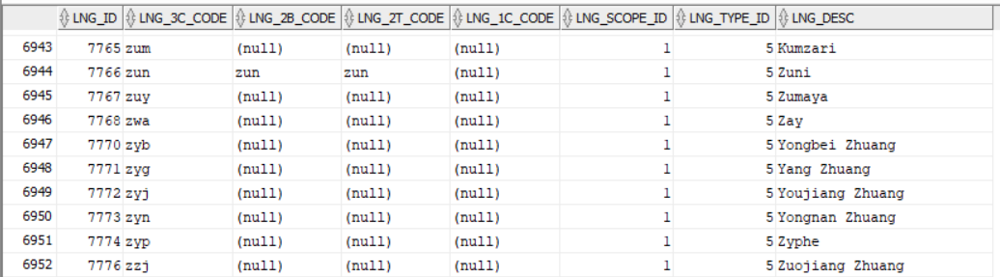 LNG_ID LNG_3C_CODE LNG_2B_CODE LNG_2T_CODE LNG_1C_CODE LNG_SCOPE_ID LNG_TYPE_ID LNG_DESC
6943 7765 zum (null) (null) (null) 1 5 Kumzari
6944 7766 zun zun zun (null) 1 5 Zuni
6945 7767 zuy (null) (null) (null) 1 5 Zumaya
6946 7768 zwa (null) (null) (null) 1 5 Zay
6947 7770 zyb (null) (null) (null) 1 5 Yongbei Zhuang
6948 7771 zyg (null) (null) (null) 1 5 Yang Zhuang
6949 7772 zyj (null) (null) (null) 1 5 Youjiang Zhuang
6950 7773 zyn (null) (null) (null) 1 5 Yongnan Zhuang
6951 7774 zyp (null) (null) (null) 1 5 Zyphe
6952 7776 zzj (null) (null) (null) 1 5 Zuojiang Zhuang